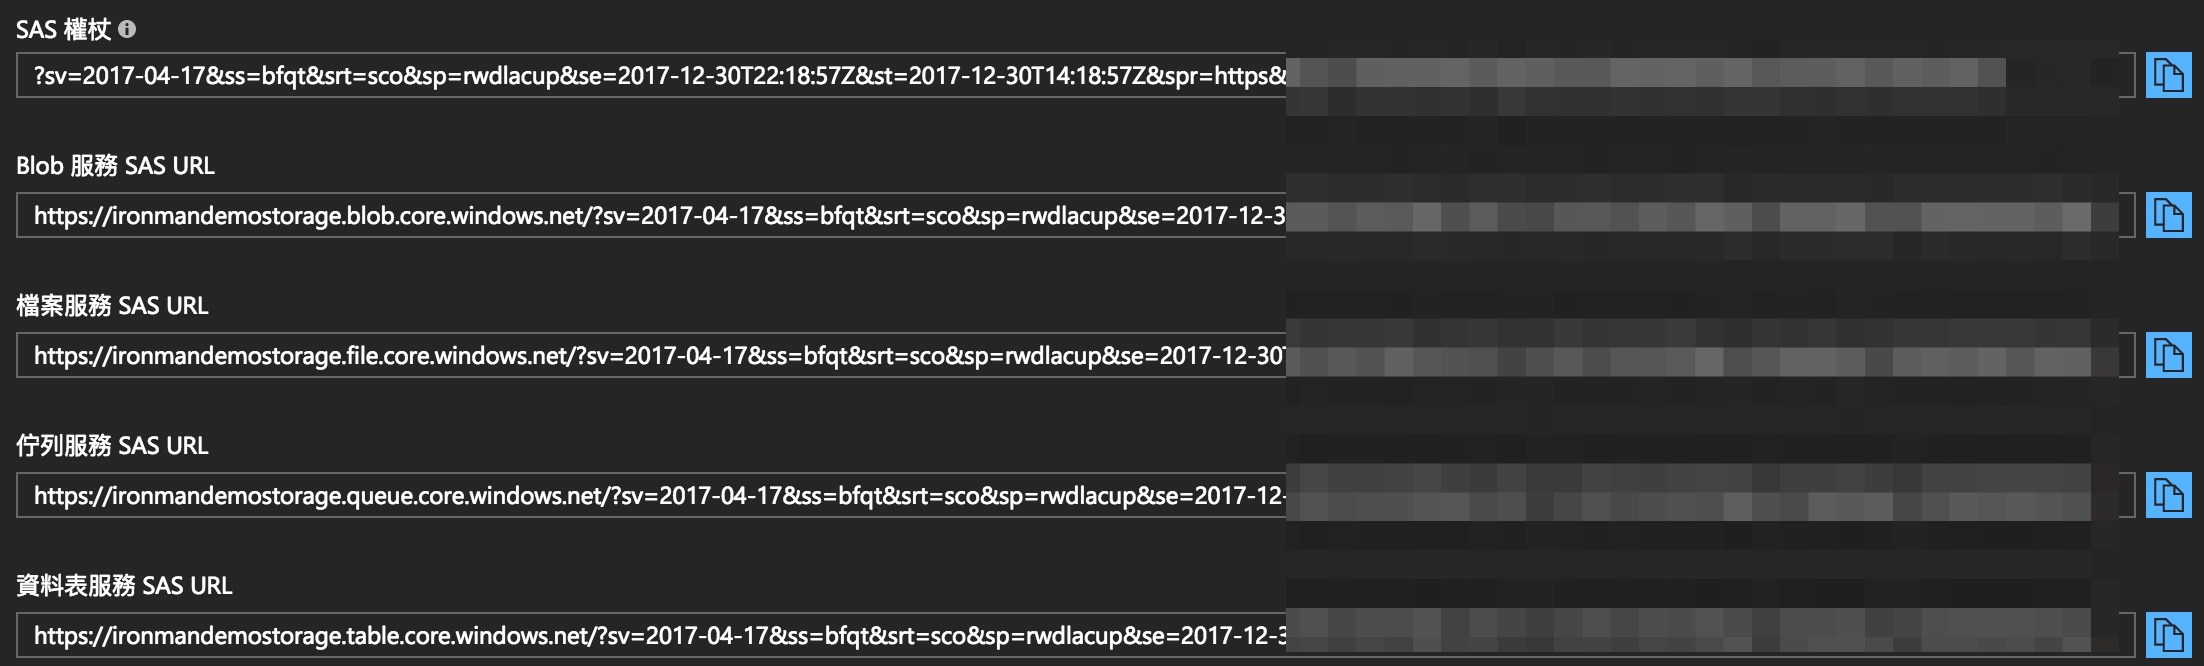 SAS 權杖
?sv=2017-04-17&ss=bfqt&srt=sco&sp=rwdlacup&se=2017-12-30T22:18:57Z&st=2017-12-30T14:18:57Z&spr=https&
Blob 服務 SAS URL
https://ironmandemostorage.blob.core.windows.net/?sv=2017-04-17&ss=bfqt&srt=sco&sp=rwdlacup&se=2017-12-3
檔案服務 SAS URL
https://ironmandemostorage.file.core.windows.net/?sv=2017-04-17&ss=bfqt&srt=sco&sp=rwdlacup&se=2017-12-30T
佇列服務 SAS URL
https://ironmandemostorage.queue.core.windows.net/?sv=2017-04-17&ss=bfqt&srt=sco&sp=rwdlacup&se=2017-12-
資料表服務 SAS URL
https://ironmandemostorage.table.core.windows.net/?sv=2017-04-17&ss=bfqt&srt=sco&sp=rwdlacup&se=2017-12-3